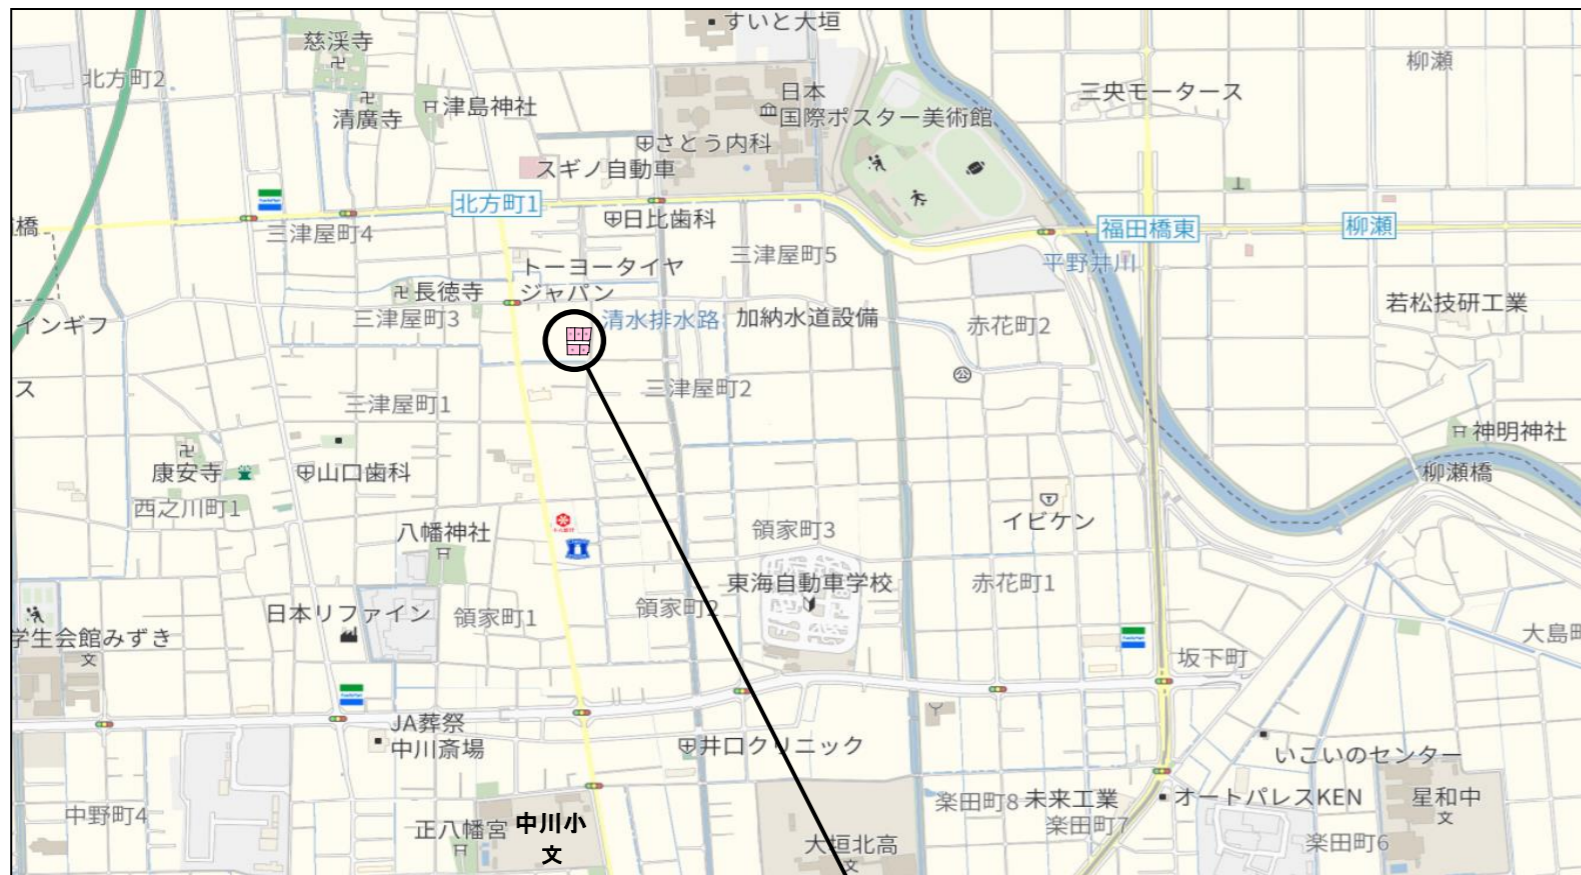 すいと大垣
慈渓寺
北方町2
柳瀬
三央モータース
日本
国際ポスター美術館
津島神社
清廣寺
さとう内科
スギノ自動車
北方町1
日比歯科
橋
三津屋町4
福田橋東
柳瀬
三津屋町5
平野井川
トーヨータイヤ
ジャパン
長徳寺
三津屋町3
清水排水路
加納水道設備
赤花町2
若松技研工業
インギフ
ス
三津屋町2
三津屋町1
神明神社
康安寺
山口歯科
柳瀬橋
西之川町1
イビケン
八幡神社
領家町3
東海自動車学校
赤花町1
日本リファイン
領家町1
領家町2
学生会館みずき
文
大島町
坂下町
JA葬祭
中川斎場
井口クリニック
いこいのセンター
中野町4
楽田町8
未来工業
オートパレスKEN
星和中
文
楽田町7
正八幡宮
中川小
文
大垣北高
文
楽田町6